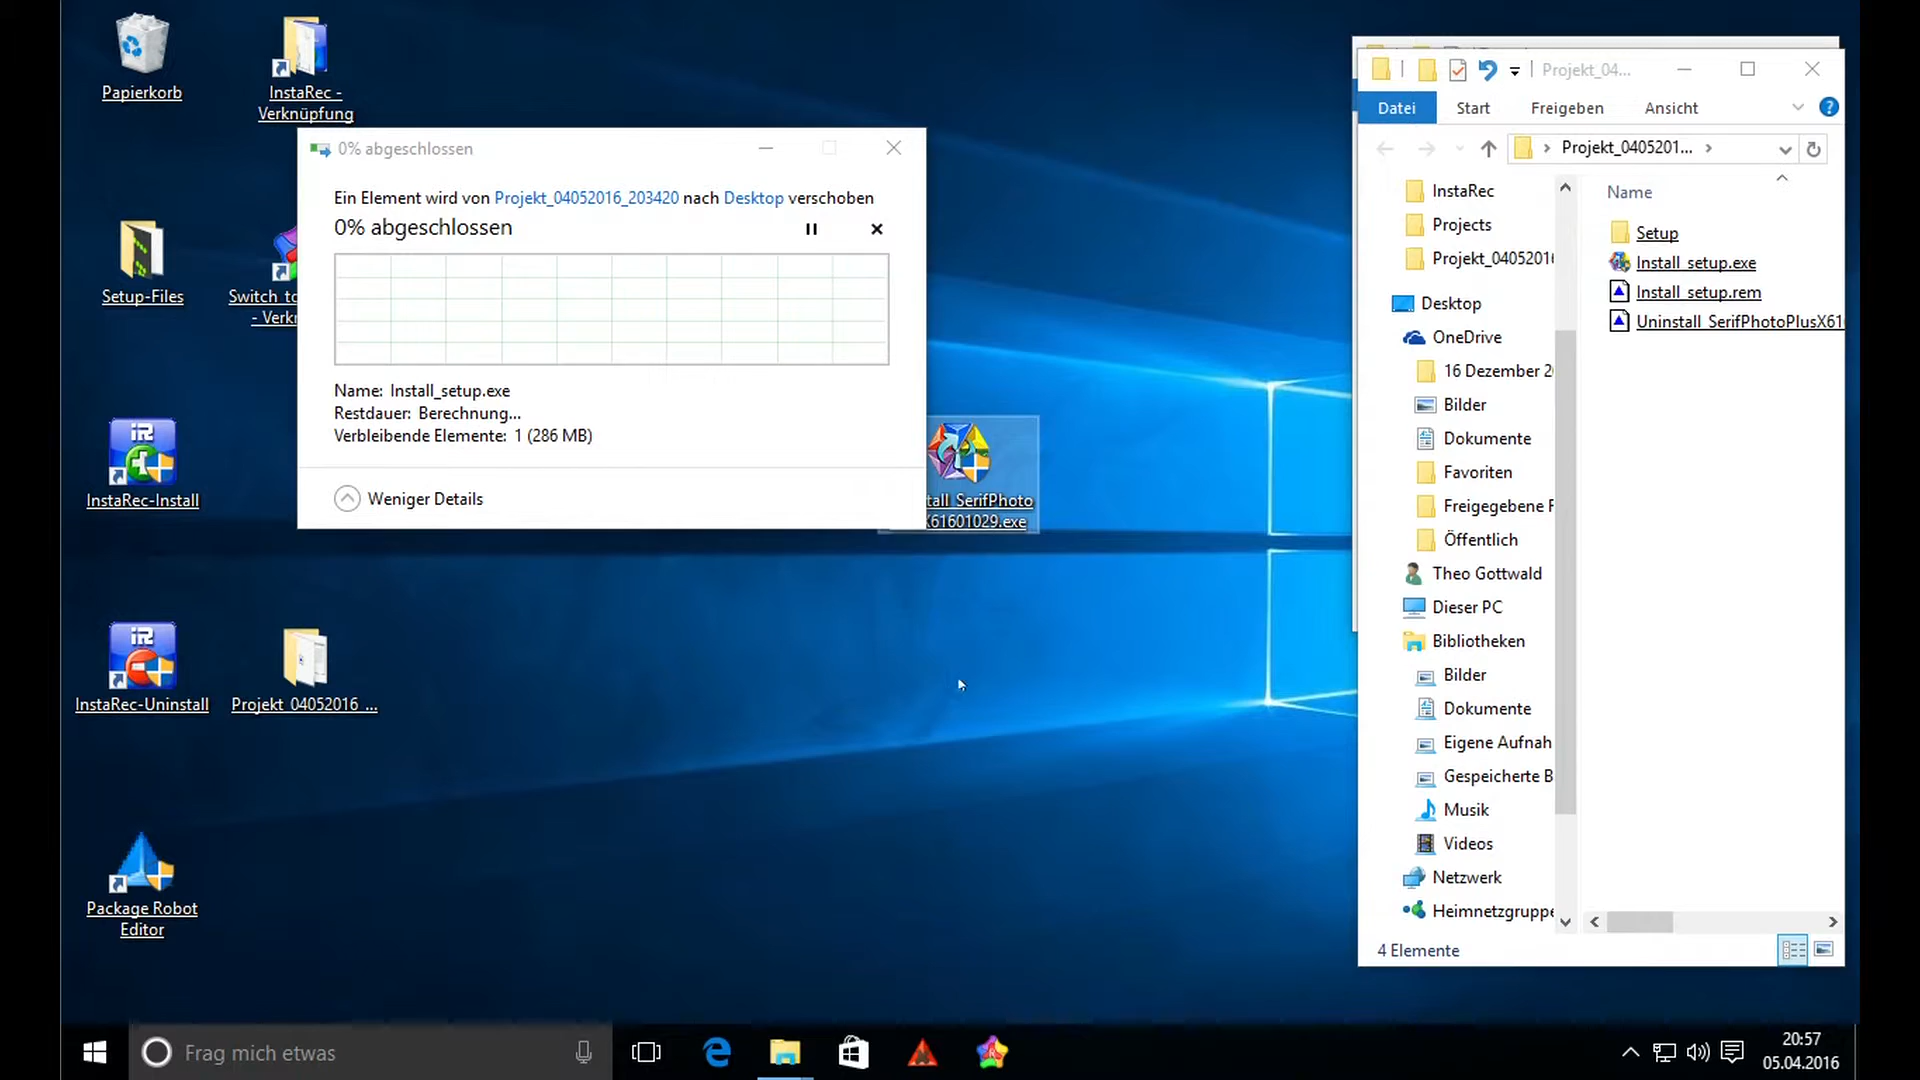 Papierkorb
InstaRec -
Verknüpfung
Setup-Files
Switch to
- Verk
InstaRec-Install
InstaRec-Uninstall
Projekt_04052016_...
Package Robot
Editor
0% abgeschlossen
Ein Element wird von Projekt_04052016_203420 nach Desktop verschoben
0% abgeschlossen
Name: Install_setup.exe
Restdauer: Berechnung...
Verbleibende Elemente: 1 (286 MB)
Weniger Details
tall_SerifPhoto
X61601029.exe
Projekt_04...
Datei Start Freigeben Ansicht
Projekt_0405201...
InstaRec
Projects
Projekt_0405201
Desktop
OneDrive
16 Dezember 2
Bilder
Dokumente
Favoriten
Freigegebene F
Öffentlich
Theo Gottwald
Dieser PC
Bibliotheken
Bilder
Dokumente
Eigene Aufnah
Gespeicherte B
Musik
Videos
Netzwerk
Heimnetzgruppe
Name
Setup
Install_setup.exe
Install_setup.rem
Uninstall_SerifPhotoPlusX61
4 Elemente
Frag mich etwas
20:57
05.04.2016